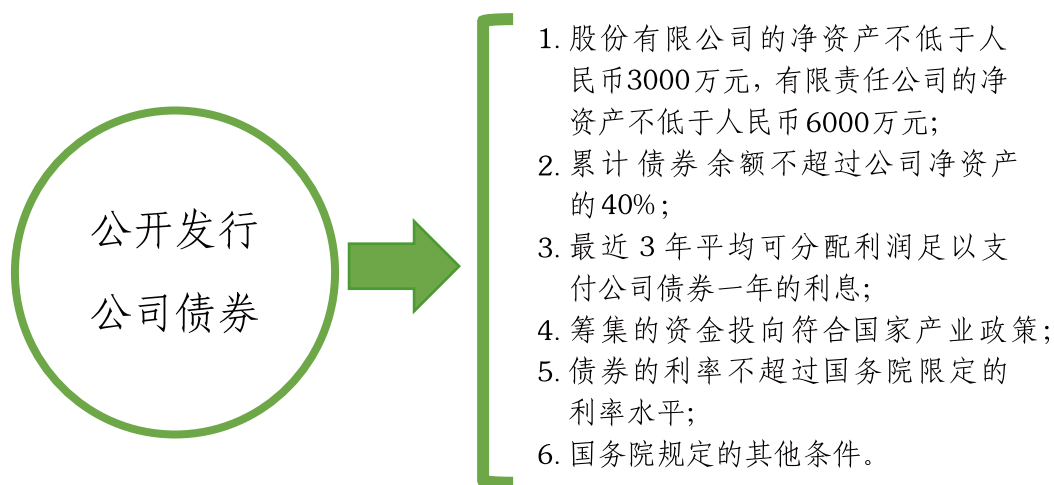 公开发行
公司债券
1. 股份有限公司的净资产不低于人
民币3000万元，有限责任公司的净
资产不低于人民币6000万元；
2. 累计债券余额不超过公司净资产
的40%；
3. 最近3年平均可分配利润足以支
付公司债券一年的利息；
4. 筹集的资金投向符合国家产业政策；
5. 债券的利率不超过国务院限定的
利率水平；
6. 国务院规定的其他条件。